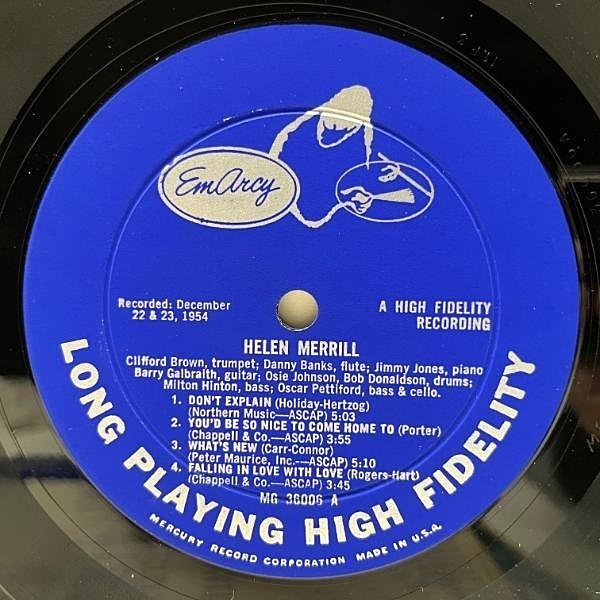 EmArcy
Recorded: December
22 & 23, 1954
A HIGH FIDELITY
RECORDING
HELEN MERRILL
Clifford Brown, trumpet; Danny Banks, flute; Jimmy Jones, piano
Barry Galbraith, guitar; Osie Johnson, Bob Donaldson, drums;
Milton Hinton, bass; Oscar Pettiford, bass & cello.
1. DON'T EXPLAIN (Holiday-Hertzog)
(Northern Music—ASCAP) 5:03
2. YOU'D BE SO NICE TO COME HOME TO (Porter)
(Chappell & Co.—ASCAP) 3:55
3. WHAT'S NEW (Carr-Connor)
(Peter Maurice, Inc.—ASCAP) 5:10
4. FALLING IN LOVE WITH LOVE (Rogers-Hart)
(Chappell & Co.—ASCAP) 3:45
MG 36006 A
LONG PLAYING HIGH FIDELITY
MERCURY RECORD CORPORATION MADE IN U.S.A.